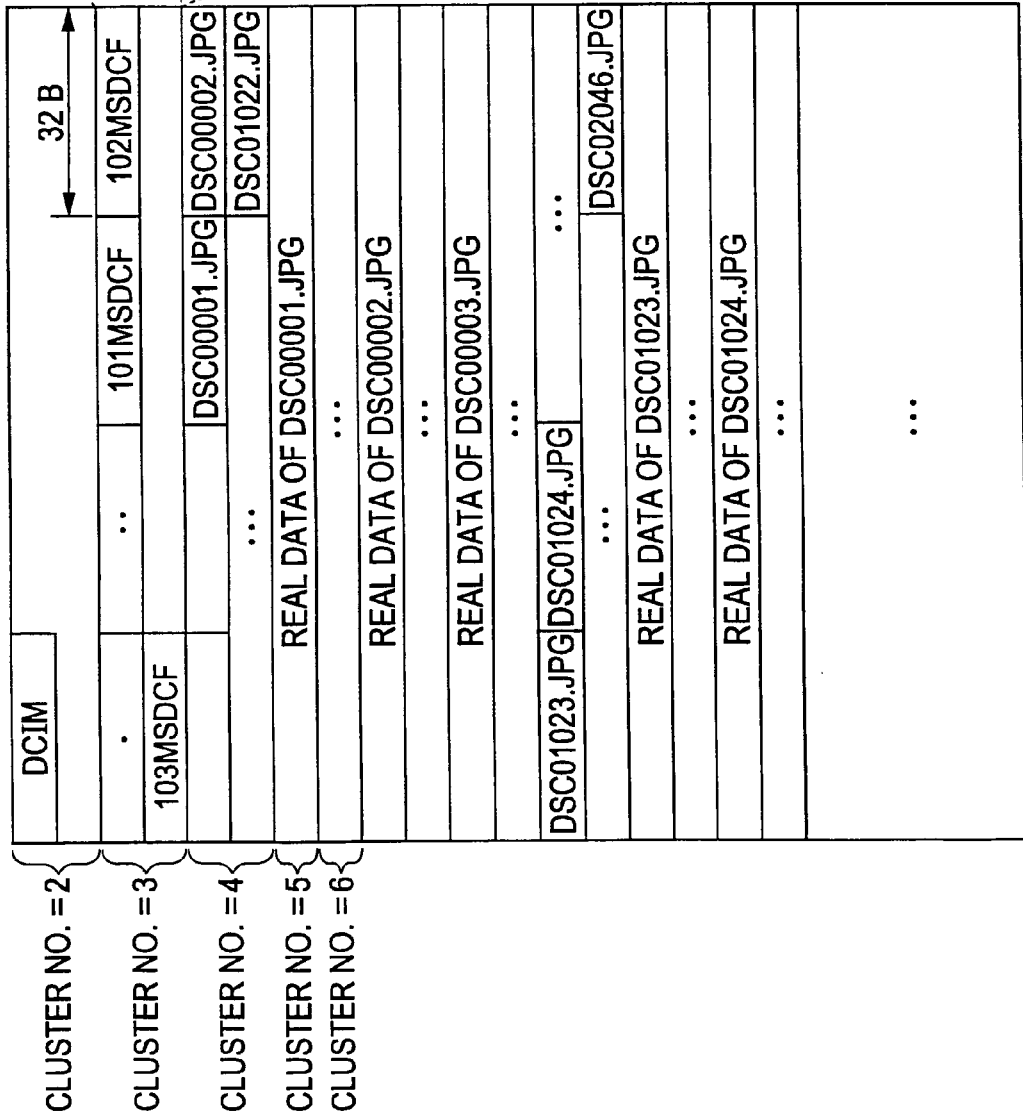 CLUSTER NO. = 2 DCIM
32 B
CLUSTER NO. = 3 . .. 101MSDCF 102MSDCF
103MSDCF
CLUSTER NO. = 4 DSC00001.JPG DSC00002.JPG
... DSC01022.JPG
CLUSTER NO. = 5 REAL DATA OF DSC00001.JPG
CLUSTER NO. = 6 ...
REAL DATA OF DSC00002.JPG
...
REAL DATA OF DSC00003.JPG
...
DSC01023.JPG DSC01024.JPG ...
... DSC02046.JPG
REAL DATA OF DSC01023.JPG
...
REAL DATA OF DSC01024.JPG
...
...